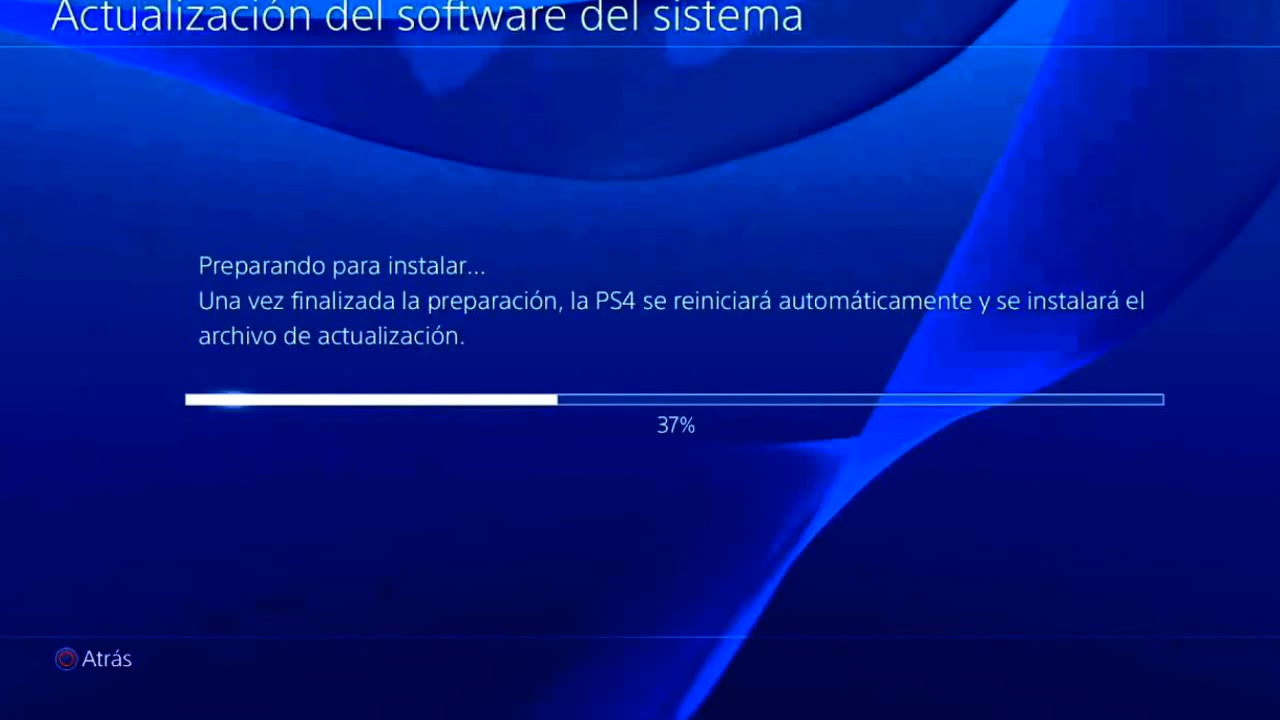 Actualización del software del sistema
Preparando para instalar...
Una vez finalizada la preparación, la PS4 se reiniciará automáticamente y se instalará el
archivo de actualización.
37%
Atrás